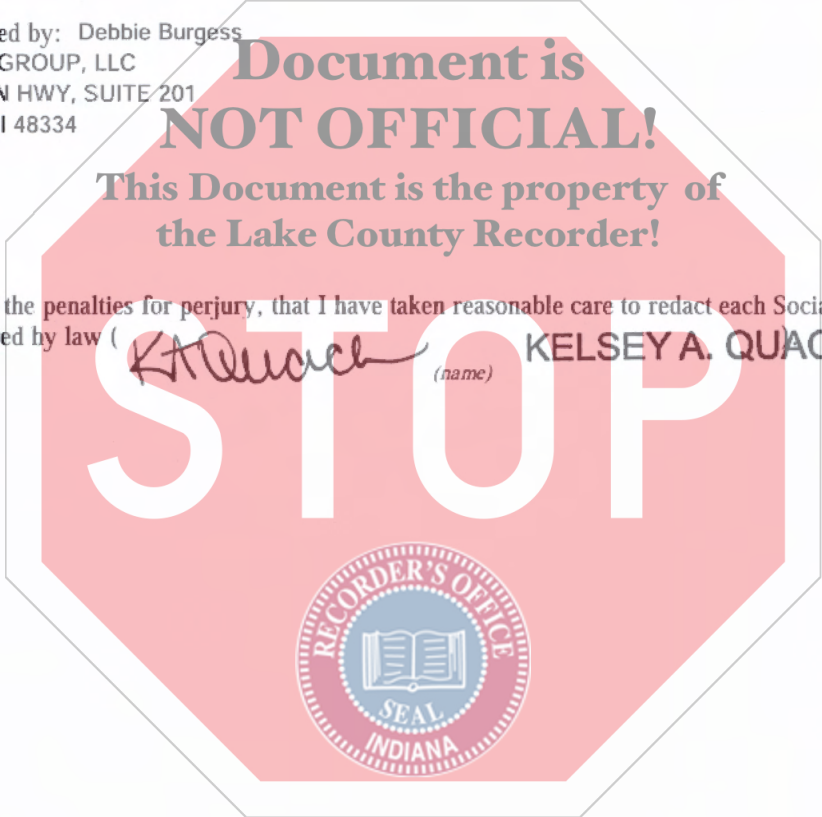 ed by: Debbie Burgess
GROUP, LLC
N HWY, SUITE 201
I 48334
Document is
NOT OFFICIAL!
This Document is the property of
the Lake County Recorder!
the penalties for perjury, that I have taken reasonable care to redact each Socia
ed by law ( KAQuach (name) KELSEY A. QUAC
STOP
RECORDER'S OFFICE
SEAL
INDIANA